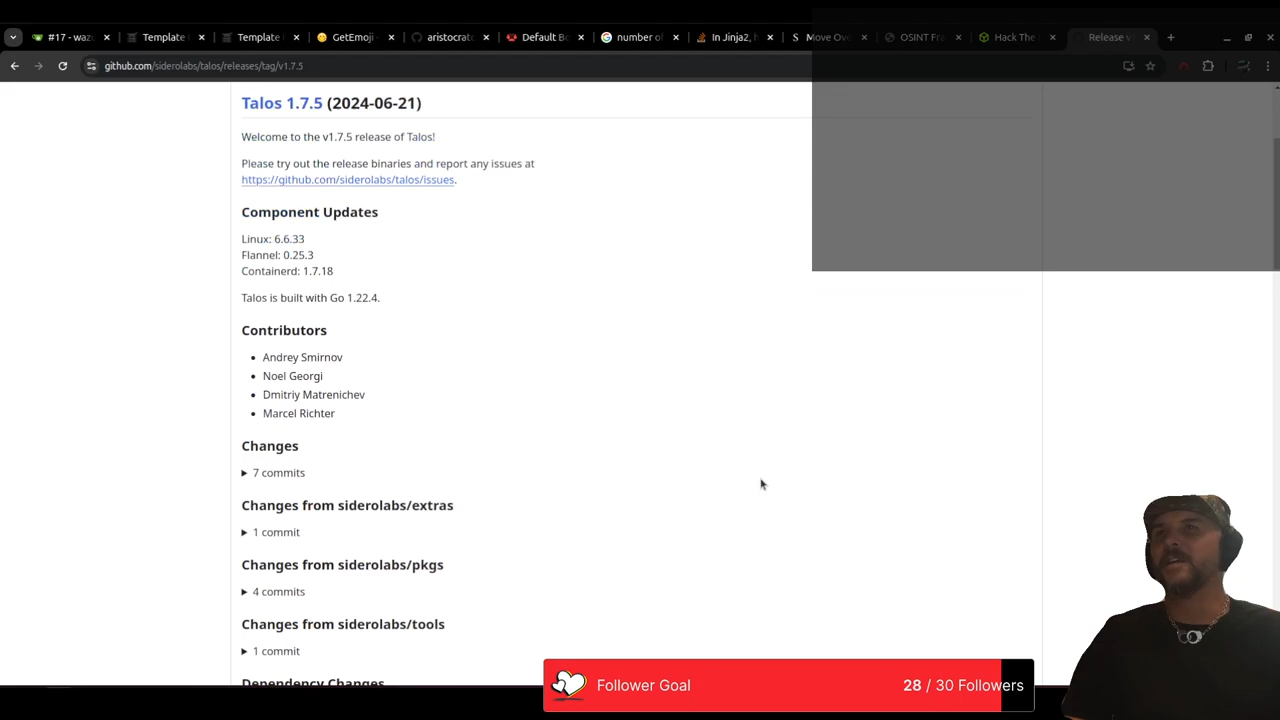 #17 - wazu
Template
Template
GetEmoji -
aristocrat
Default Bo
number of
In Jinja2, h
Move Ove
OSINT Fra
Hack The
Release v
github.com/siderolabs/talos/releases/tag/v1.7.5
Talos 1.7.5 (2024-06-21)
Welcome to the v1.7.5 release of Talos!
Please try out the release binaries and report any issues at
https://github.com/siderolabs/talos/issues.
Component Updates
Linux: 6.6.33
Flannel: 0.25.3
Containerd: 1.7.18
Talos is built with Go 1.22.4.
Contributors
Andrey Smirnov
Noel Georgi
Dmitriy Matrenichev
Marcel Richter
Changes
7 commits
Changes from siderolabs/extras
1 commit
Changes from siderolabs/pkgs
4 commits
Changes from siderolabs/tools
1 commit
Dependency Changes
Follower Goal
28 / 30 Followers